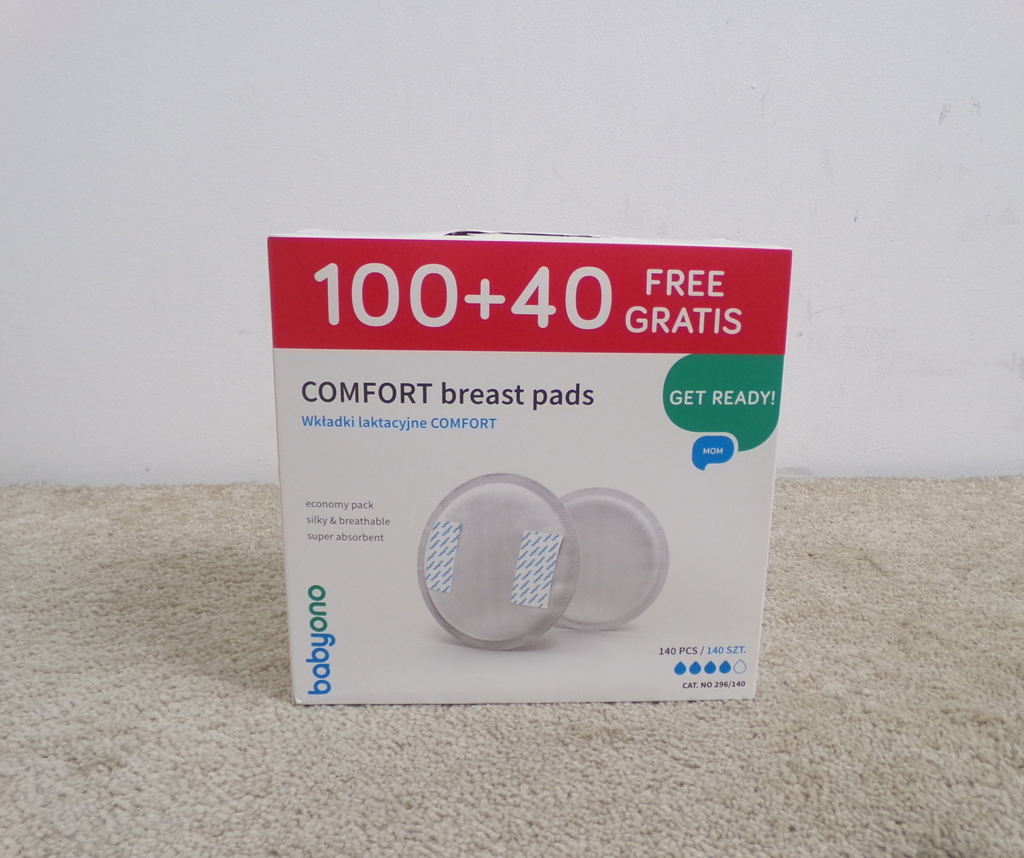 100+40 FREE
GRATIS
COMFORT breast pads
Wkładki laktacyjne COMFORT
GET READY!
MOM
economy pack
silky & breathable
super absorbent
babyono
140 PCS / 140 SZT.
CAT. NO 296/140